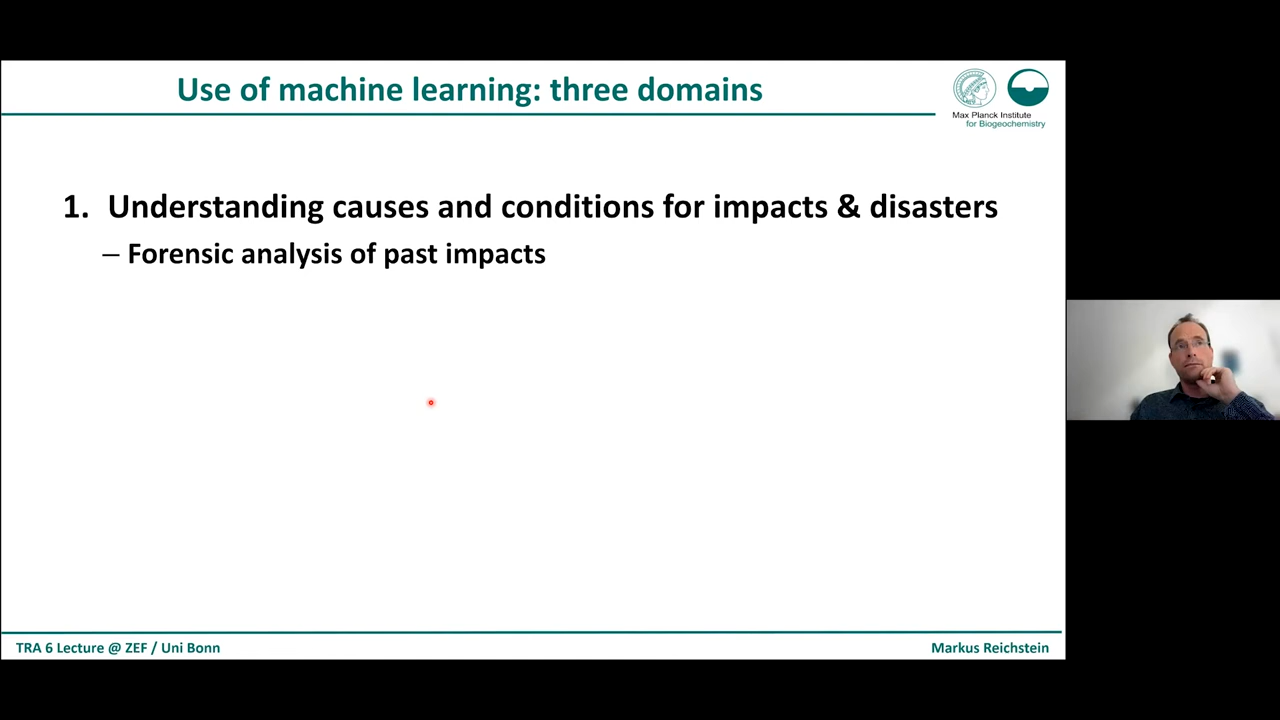 Use of machine learning: three domains
Max Planck Institute
for Biogeochemistry
1. Understanding causes and conditions for impacts & disasters
– Forensic analysis of past impacts
TRA 6 Lecture @ ZEF / Uni Bonn
Markus Reichstein